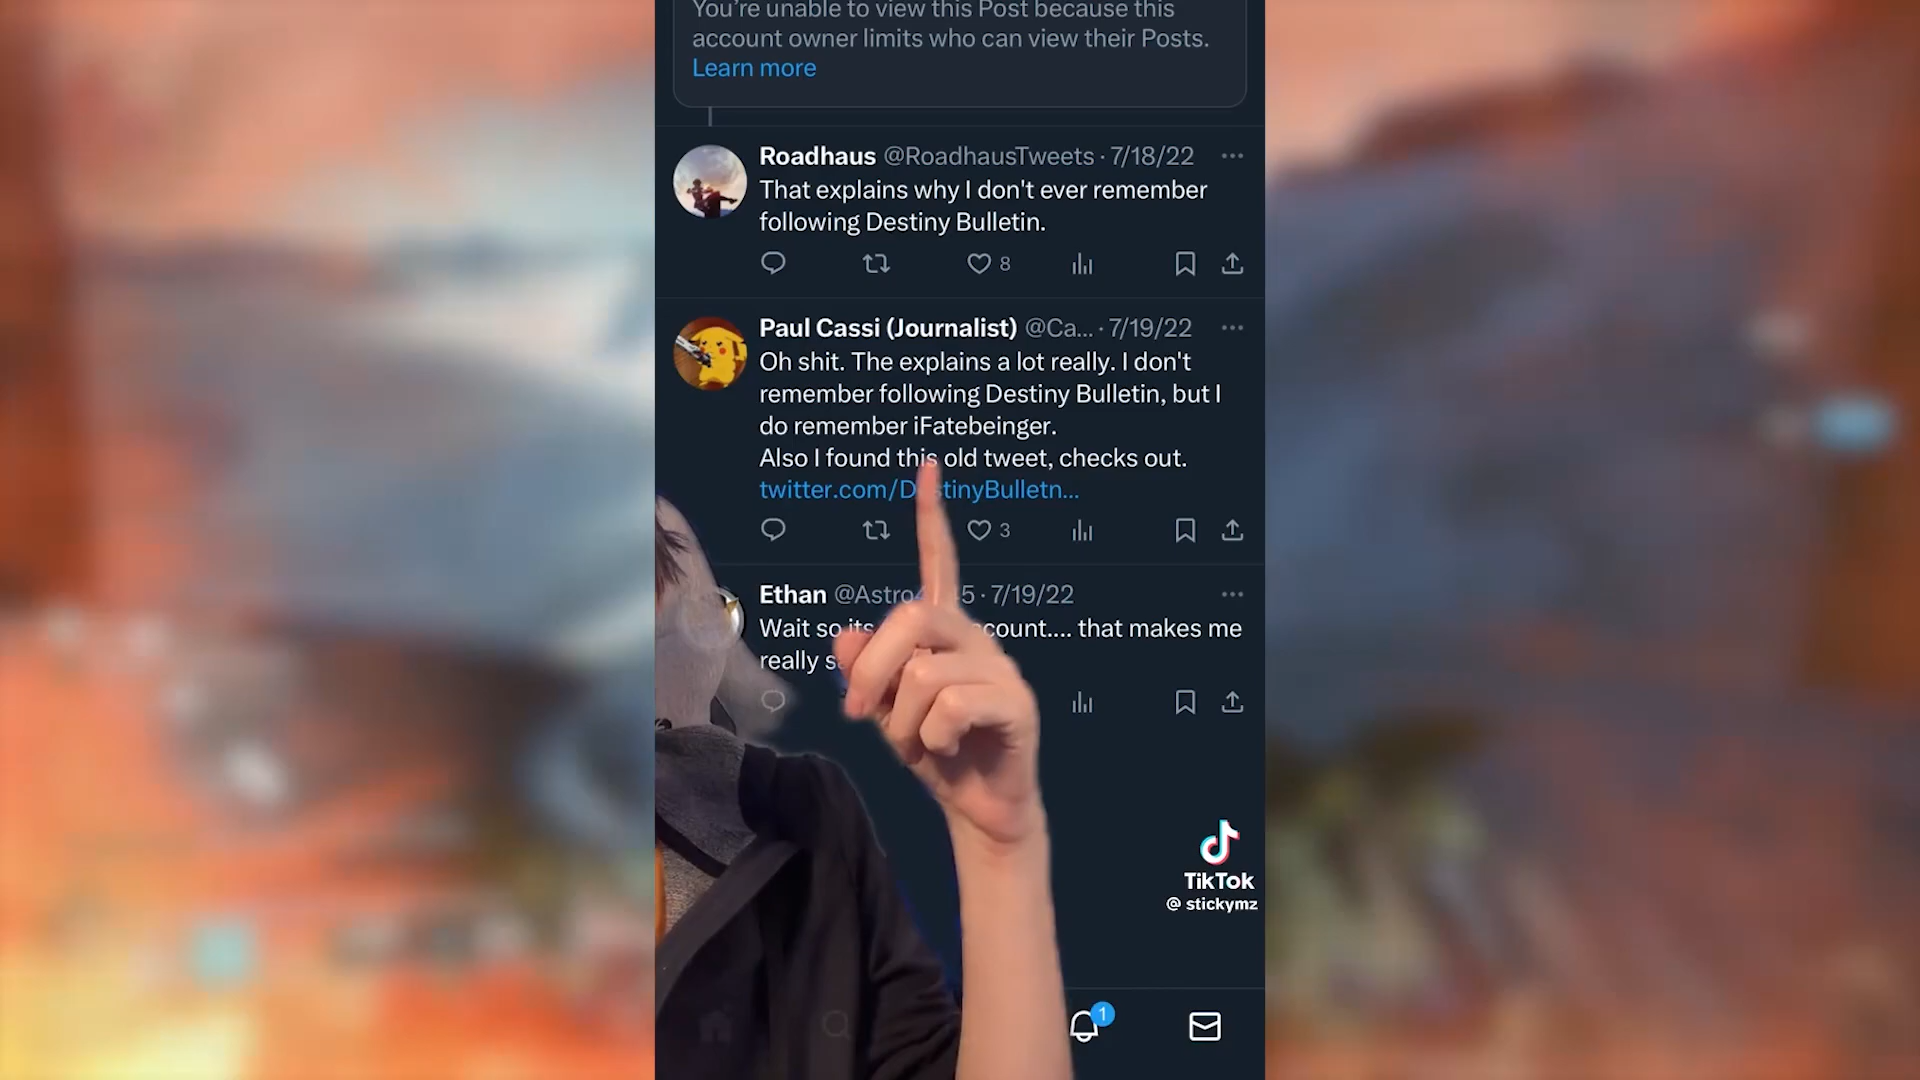 You're unable to view this Post because this
account owner limits who can view their Posts.
Learn more
Roadhaus @RoadhausTweets · 7/18/22
That explains why I don't ever remember
following Destiny Bulletin.
8
Paul Cassi (Journalist) @Ca... · 7/19/22
Oh shit. The explains a lot really. I don't
remember following Destiny Bulletin, but I
do remember iFatebeinger.
Also I found this old tweet, checks out.
twitter.com/DestinyBulletn...
3
Ethan · 7/19/22
Wait so its that makes me
really
TikTok
@ stickymz
1